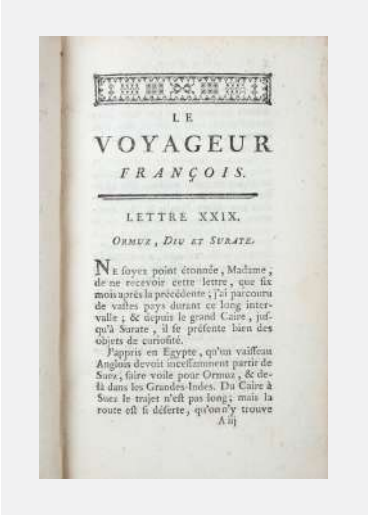 LE
VOYAGEUR
FRANÇOIS.
LETTRE XXIX.
ORMUZ, DIU ET SURATE.
NE ſoyez point étonnée, Madame,
de ne recevoir cette lettre, que ſix
mois après la précédente ; j'ai parcouru
de vaſtes pays durant ce long inter-
valle ; & depuis le grand Caire, juſ-
qu'à Surate, il ſe préſente bien des
objets de curioſité.
J'appris en Egypte, qu'un vaiſſeau
Anglois devoit inceſſamment partir de
Suez, faire voile pour Ormuz, & de-
là dans les Grandes-Indes. Du Caire à
Suez le trajet n'eſt pas long ; mais la
route eſt ſi déſerte, qu'on n'y trouve
A iij